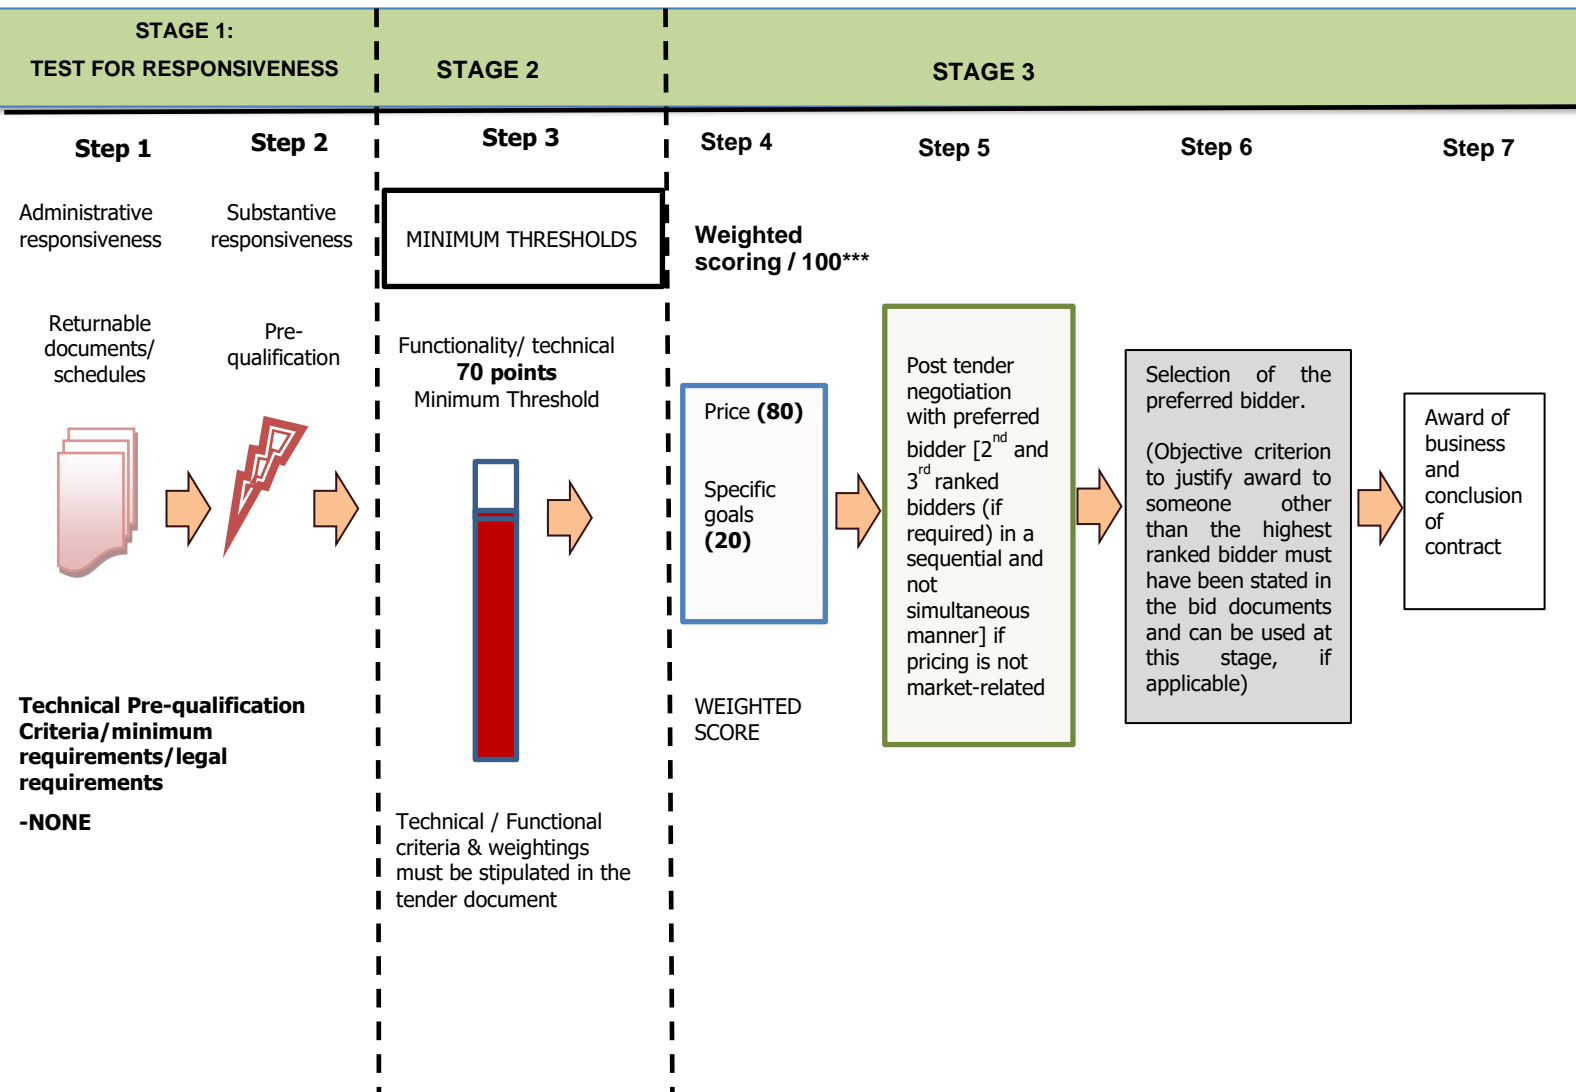 STAGE 1:
TEST FOR RESPONSIVENESS
STAGE 2
STAGE 3
Step 1
Step 2
Step 3
Step 4
Step 5
Step 6
Step 7
Administrative
responsiveness
Substantive
responsiveness
MINIMUM THRESHOLDS
Weighted
scoring / 100***
Returnable
documents/
schedules
Pre-
qualification
Functionality/ technical
70 points
Minimum Threshold
Price (80)
Specific
goals
(20)
Post tender
negotiation
with preferred
bidder [2nd and
3rd ranked
bidders (if
required) in a
sequential and
not
simultaneous
manner] if
pricing is not
market-related
Selection of the
preferred bidder.
(Objective criterion
to justify award to
someone other
than the highest
ranked bidder must
have been stated in
the bid documents
and can be used at
this stage, if
applicable)
Award of
business
and
conclusion
of
contract
Technical Pre-qualification
Criteria/minimum
requirements/legal
requirements
-NONE
WEIGHTED
SCORE
Technical / Functional
criteria & weightings
must be stipulated in the
tender document